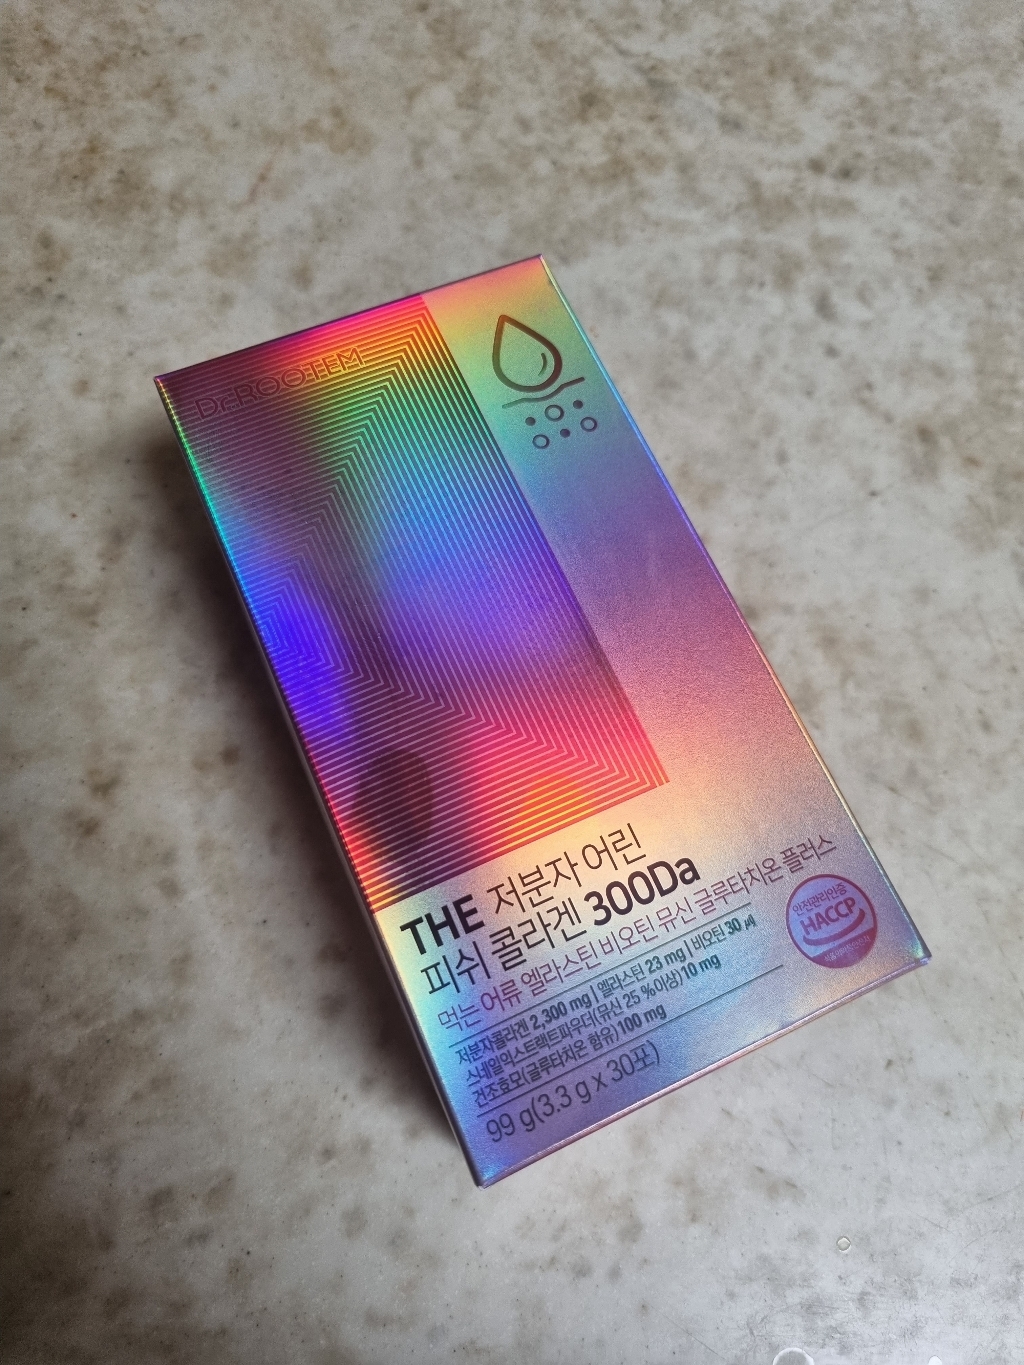 Dr.ROOTEM
THE 저분자 어린
피쉬 콜라겐 300Da
먹는 어류 엘라스틴 비오틴 뮤신 글루타치온 플러스
저분자콜라겐 2,300 mg | 엘라스틴 23 mg | 비오틴 30 ㎍
스네일엑스트랙트파우더(뮤신 25 %이상)10 mg
건조효모(글루타치온 함유)100 mg
99 g(3.3 g x 30포)
안전관리인증
HACCP